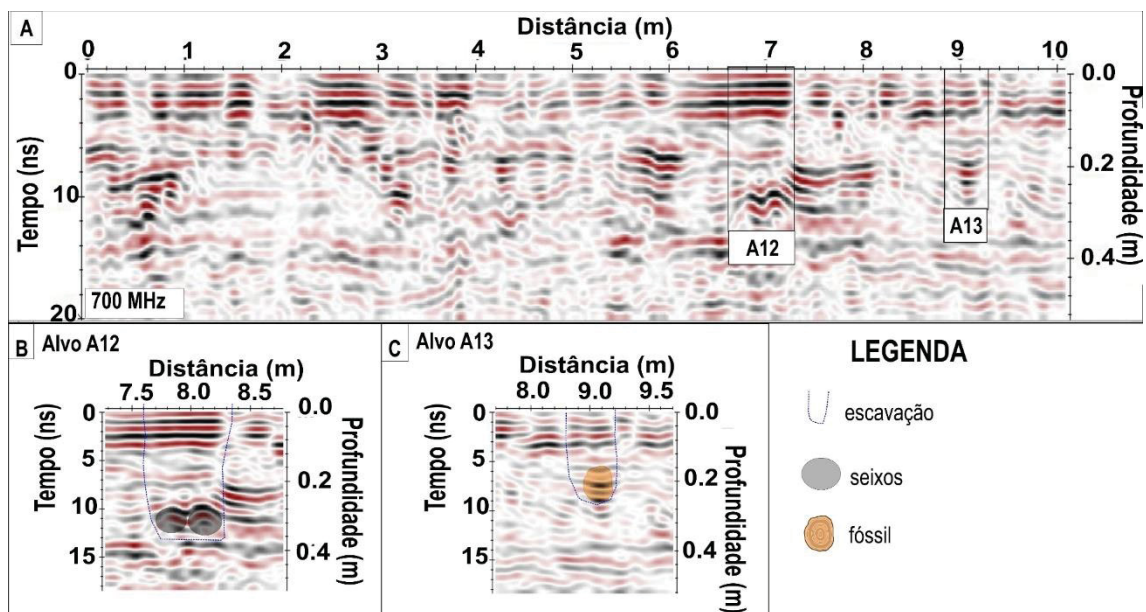 A
Distância (m)
0 1 2 3 4 5 6 7 8 9 10
Tempo (ns)
0
10
20
0.0
0.2
0.4
Profundidade (m)
A12
A13
700 MHz
B Alvo A12
Distância (m)
7.5 8.0 8.5
Tempo (ns)
0
5
10
15
0.0
0.2
0.4
Profundidade (m)
C Alvo A13
Distância (m)
8.0 9.0 9.5
Tempo (ns)
0
5
10
15
0.0
0.2
0.4
Profundidade (m)
LEGENDA
escavação
seixos
fóssil